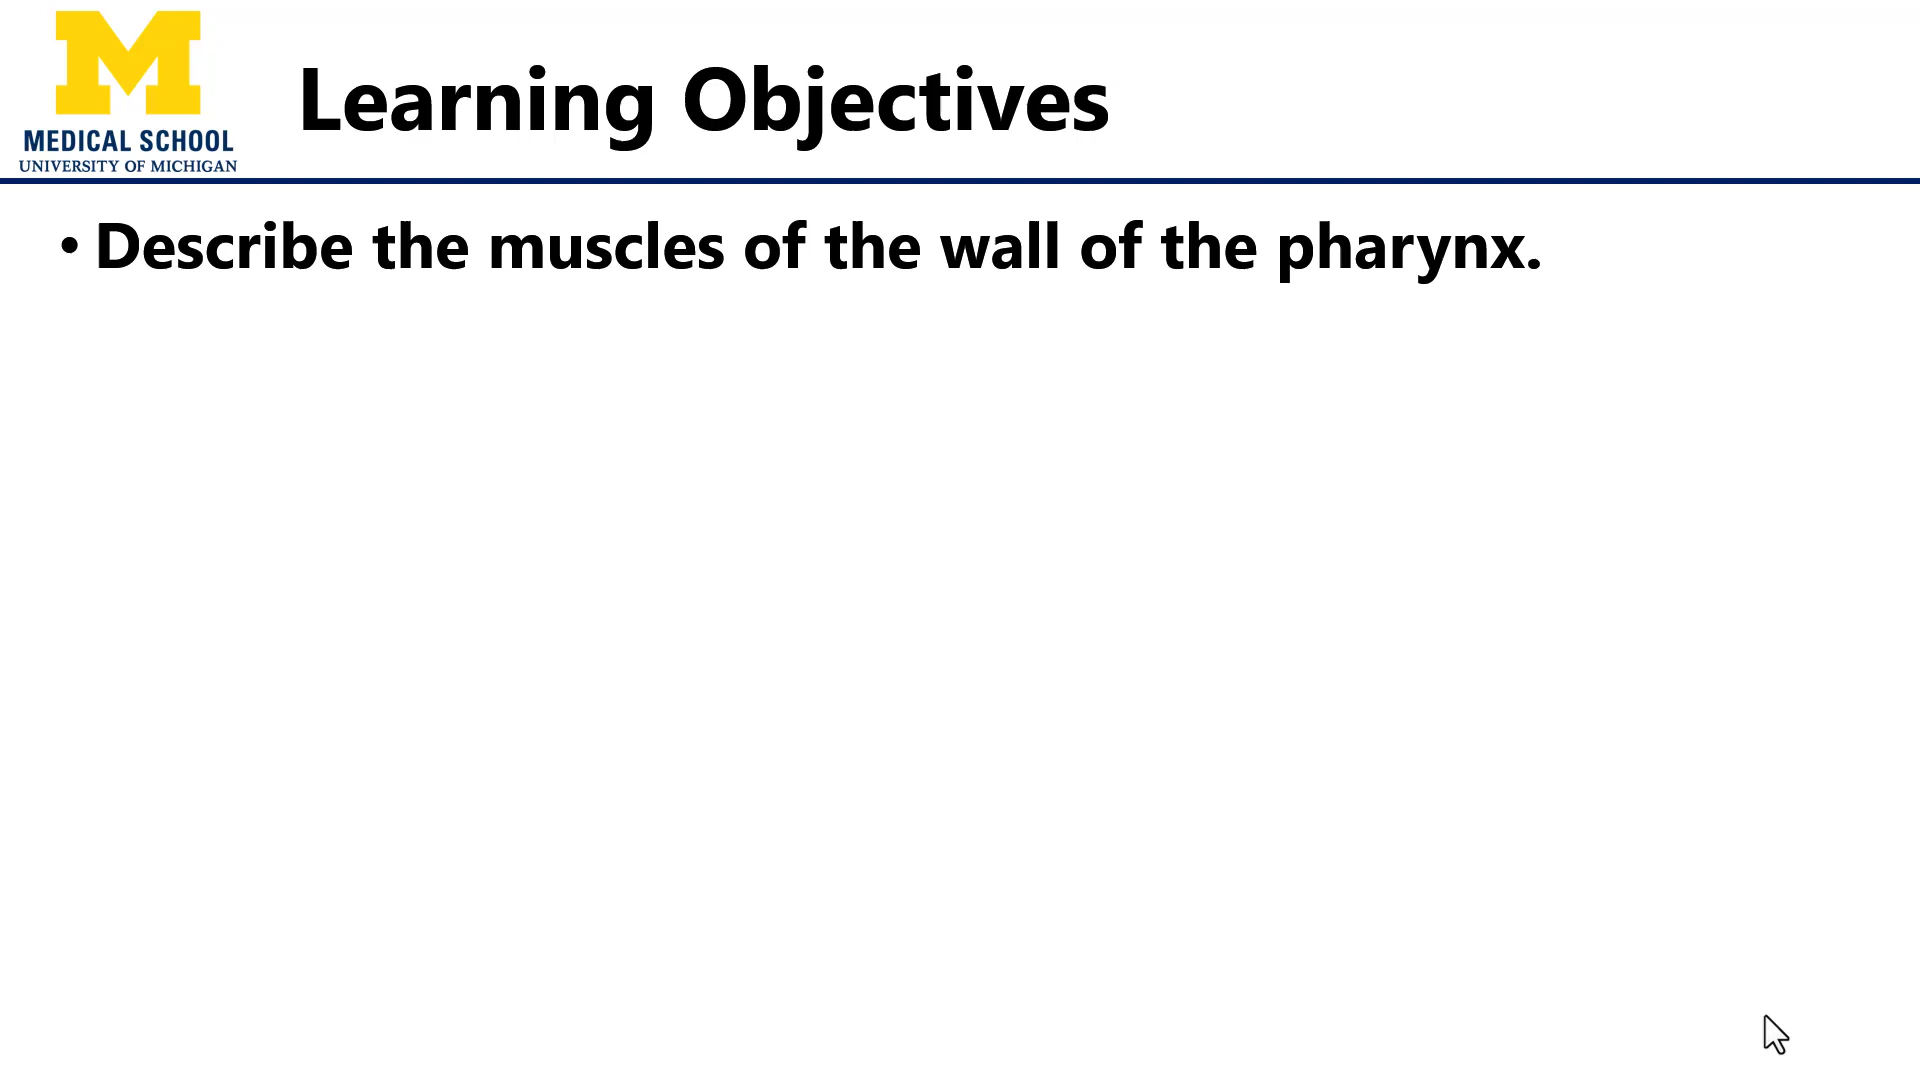 M
MEDICAL SCHOOL
UNIVERSITY OF MICHIGAN
Learning Objectives
• Describe the muscles of the wall of the pharynx.